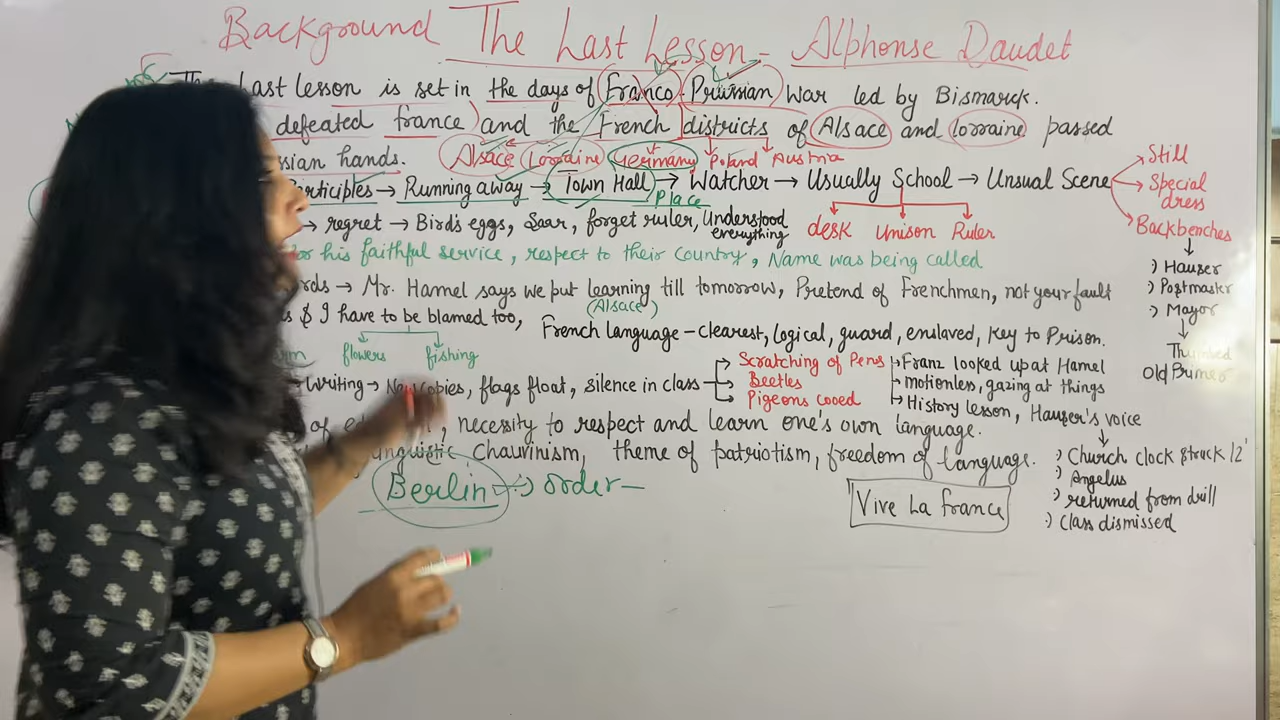 Background The Last Lesson - Alphonse Daudet
Last lesson is set in the days of Franco - Prussian War led by Bismarck.
defeated france) and the French districts of Alsace and lorraine passed
ssian hands. Alsace Lorraine Germany Poland Austria
articiples → Running away → Town Hall → Watcher → Usually School → Unsual Scene
Place
Still
Special dress
Backbenches
→ regret → Bird's eggs, Saar, forget ruler, Understood everything
desk Unison Ruler
for his faithful service, respect to their Country, Name was being called
rds → Mr. Hamel says we put learning till tomorrow, Pretend of Frenchmen, not your fault
(Alsace)
s & I have to be blamed too, French language - clearest, logical, guard, enslaved, Key to Prison.
flowers fishing
Writing → New copies, flags float, silence in class
Scratching of Pens
Beetles
Pigeons cooed
Franz looked up at Hamel
motionless, gazing at things
History lesson, Hauser's voice
:) Hauser
:) Postmaster
:) Mayor
Thumbed
Old Primer
of , necessity to respect and learn one's own language.
linguistic Chauvinism, theme of patriotism, freedom of language.
Berlin :) order -
Vive La france
:) Church clock struck 12'
:) Angelus
:) returned from drill
:) Class dismissed